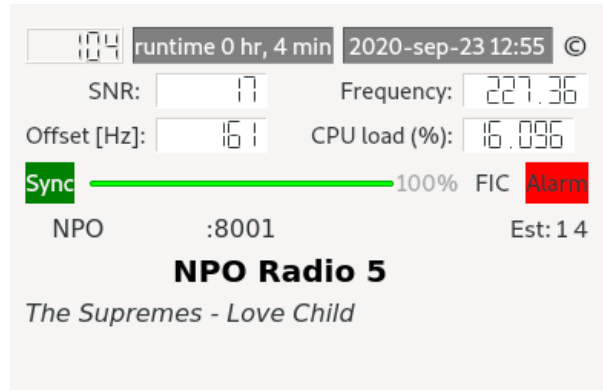 104 runtime 0 hr, 4 min 2020-sep-23 12:55 ©
SNR: 17 Frequency: 227.36
Offset [Hz]: 161 CPU load (%): 16.096
Sync 100% FIC Alarm
NPO :8001 Est: 1 4
NPO Radio 5
The Supremes - Love Child